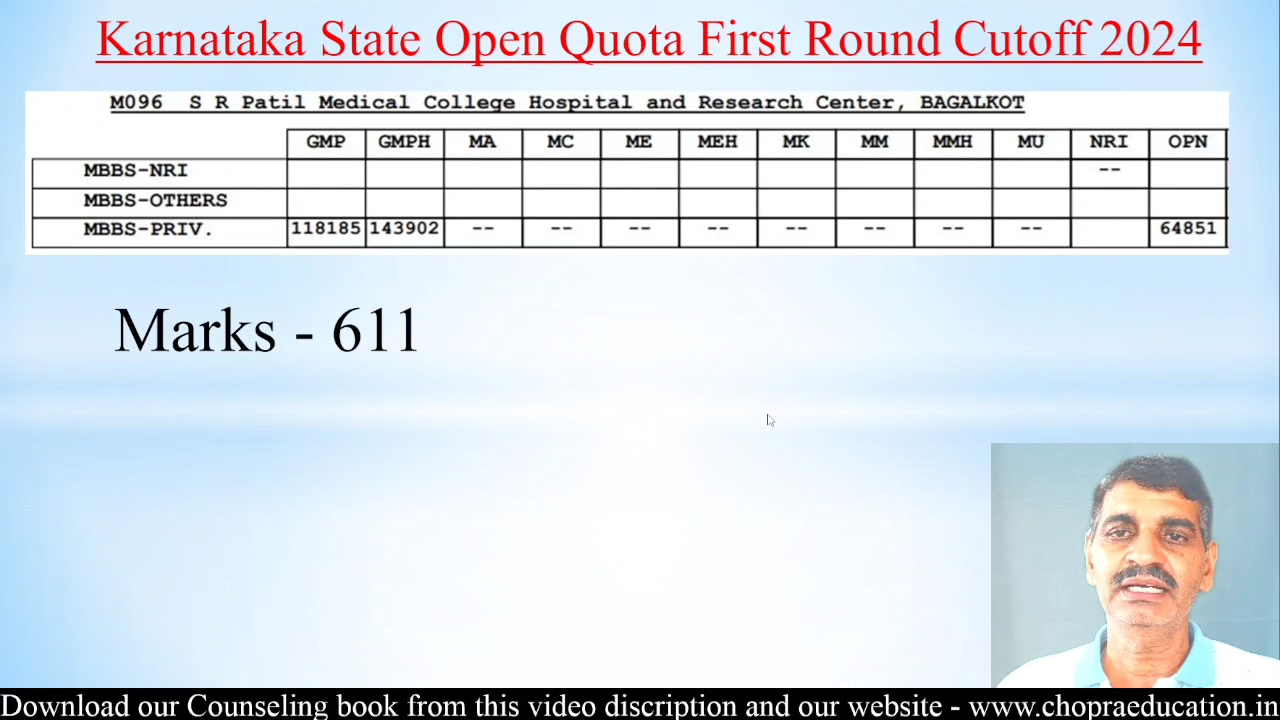 Karnataka State Open Quota First Round Cutoff 2024
M096 S R Patil Medical College Hospital and Research Center, BAGALKOT
GMP GMPH MA MC ME MEH MK MM MMH MU NRI OPN
MBBS-NRI --
MBBS-OTHERS
MBBS-PRIV. 118185 143902 -- -- -- -- -- -- -- -- 64851
Marks - 611
Download our Counseling book from this video discription and our website - www.chopraeducation.in